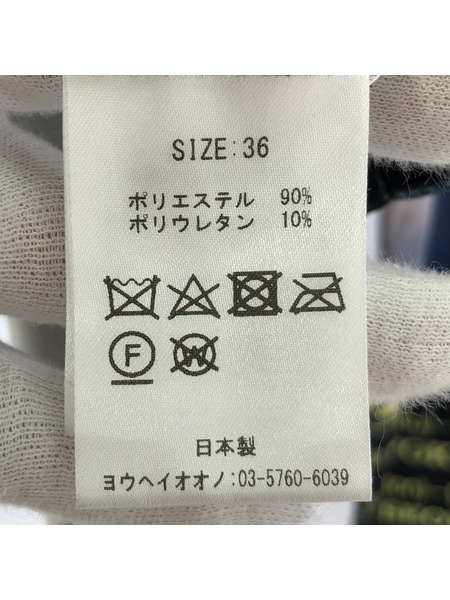 SIZE:36
ポリエステル 90%
ポリウレタン 10%
F W
日本製
ヨウヘイオオノ:03-5760-6039